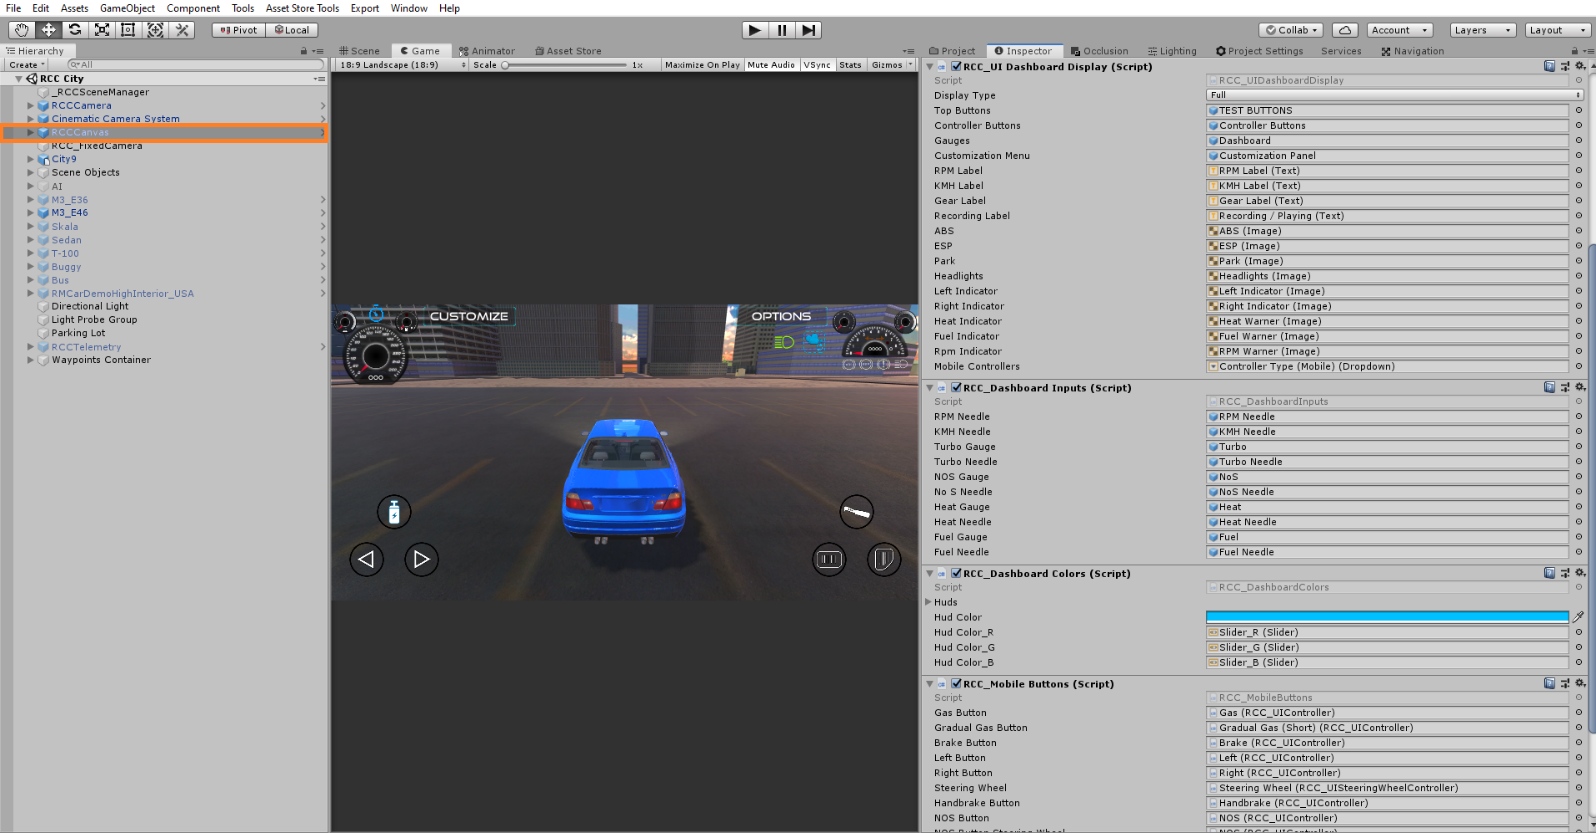 File Edit Assets GameObject Component Tools Asset Store Tools Export Window Help
Pivot Local Collab Account Layers Layout
Hierarchy
Create All
RCC City
_RCCSceneManager
RCCCamera
Cinematic Camera System
RCCCanvas
RCC_FixedCamera
City9
Scene Objects
AI
M3_E36
M3_E46
Skala
Sedan
T-100
Buggy
Bus
RMCarDemoHighInterior_USA
Directional Light
Light Probe Group
Parking Lot
RCCTelemetry
Waypoints Container
Scene Game Animator Asset Store
18:9 Landscape (18:9) Scale 1x Maximize On Play Mute Audio VSync Stats Gizmos
CUSTOMIZE
OPTIONS
Project Inspector Occlusion Lighting Project Settings Services Navigation
RCC_UI Dashboard Display (Script)
Script RCC_UIDashboardDisplay
Display Type Full
Top Buttons TEST BUTTONS
Controller Buttons Controller Buttons
Gauges Dashboard
Customization Menu Customization Panel
RPM Label RPM Label (Text)
KMH Label KMH Label (Text)
Gear Label Gear Label (Text)
Recording Label Recording / Playing (Text)
ABS ABS (Image)
ESP ESP (Image)
Park Park (Image)
Headlights Headlights (Image)
Left Indicator Left Indicator (Image)
Right Indicator Right Indicator (Image)
Heat Indicator Heat Warner (Image)
Fuel Indicator Fuel Warner (Image)
Rpm Indicator RPM Warner (Image)
Mobile Controllers Controller Type (Mobile) (Dropdown)
RCC_Dashboard Inputs (Script)
Script RCC_DashboardInputs
RPM Needle RPM Needle
KMH Needle KMH Needle
Turbo Gauge Turbo
Turbo Needle Turbo Needle
NOS Gauge NoS
No S Needle NoS Needle
Heat Gauge Heat
Heat Needle Heat Needle
Fuel Gauge Fuel
Fuel Needle Fuel Needle
RCC_Dashboard Colors (Script)
Script RCC_DashboardColors
Huds
Hud Color
Hud Color_R Slider_R (Slider)
Hud Color_G Slider_G (Slider)
Hud Color_B Slider_B (Slider)
RCC_Mobile Buttons (Script)
Script RCC_MobileButtons
Gas Button Gas (RCC_UIController)
Gradual Gas Button Gradual Gas (Short) (RCC_UIController)
Brake Button Brake (RCC_UIController)
Left Button Left (RCC_UIController)
Right Button Right (RCC_UIController)
Steering Wheel Steering Wheel (RCC_UISteeringWheelController)
Handbrake Button Handbrake (RCC_UIController)
NOS Button NOS (RCC_UIController)